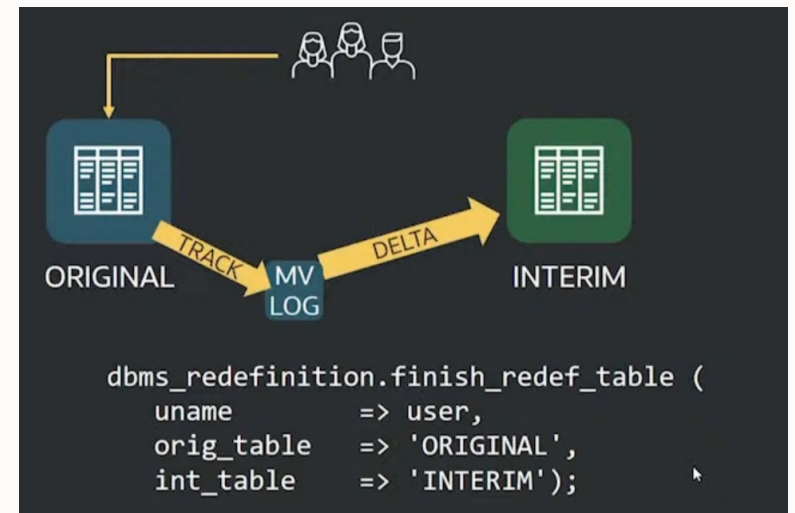 TRACK
DELTA
ORIGINAL
MV
LOG
INTERIM
dbms_redefinition.finish_redef_table (
uname => user,
orig_table => 'ORIGINAL',
int_table => 'INTERIM');